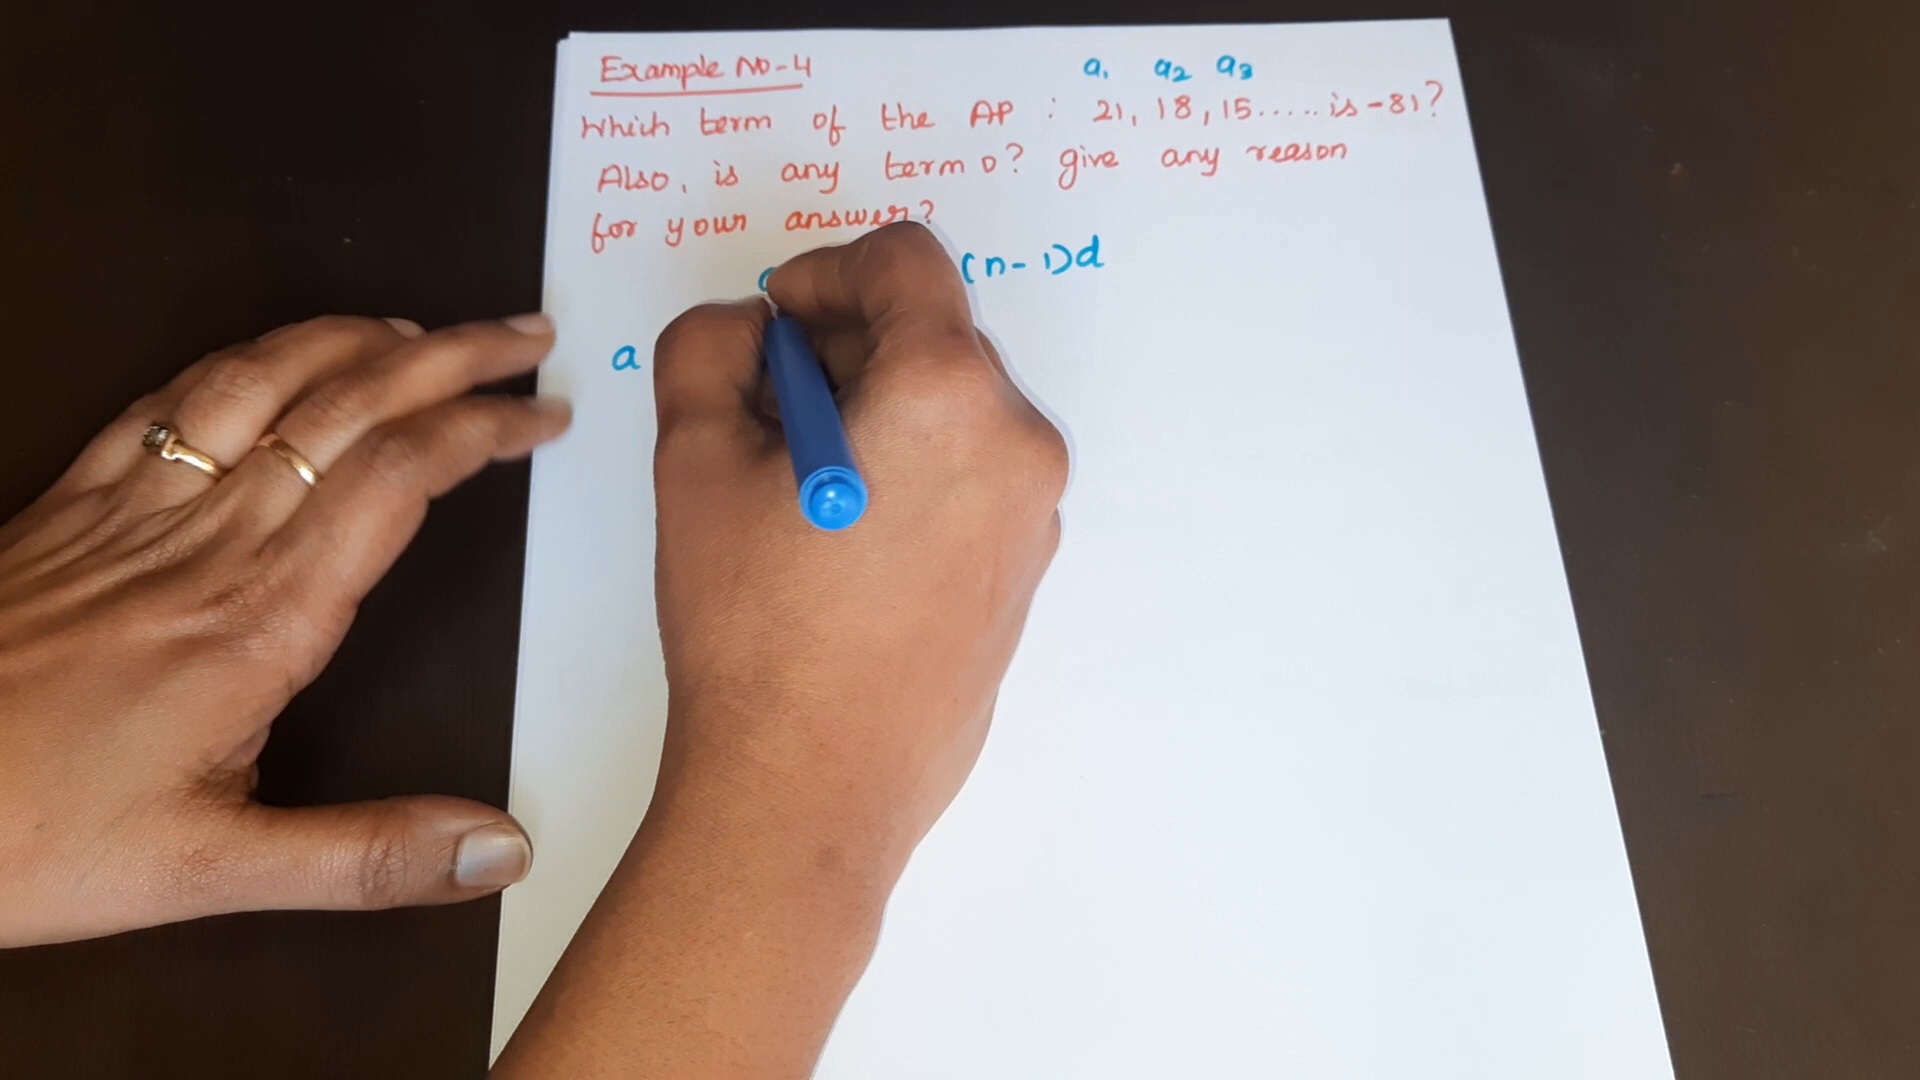 Example No-4
a1 a2 a3
Which term of the AP : 21, 18, 15..... is -81?
Also, is any term 0? give any reason
for your answer?
(n-1)d
a